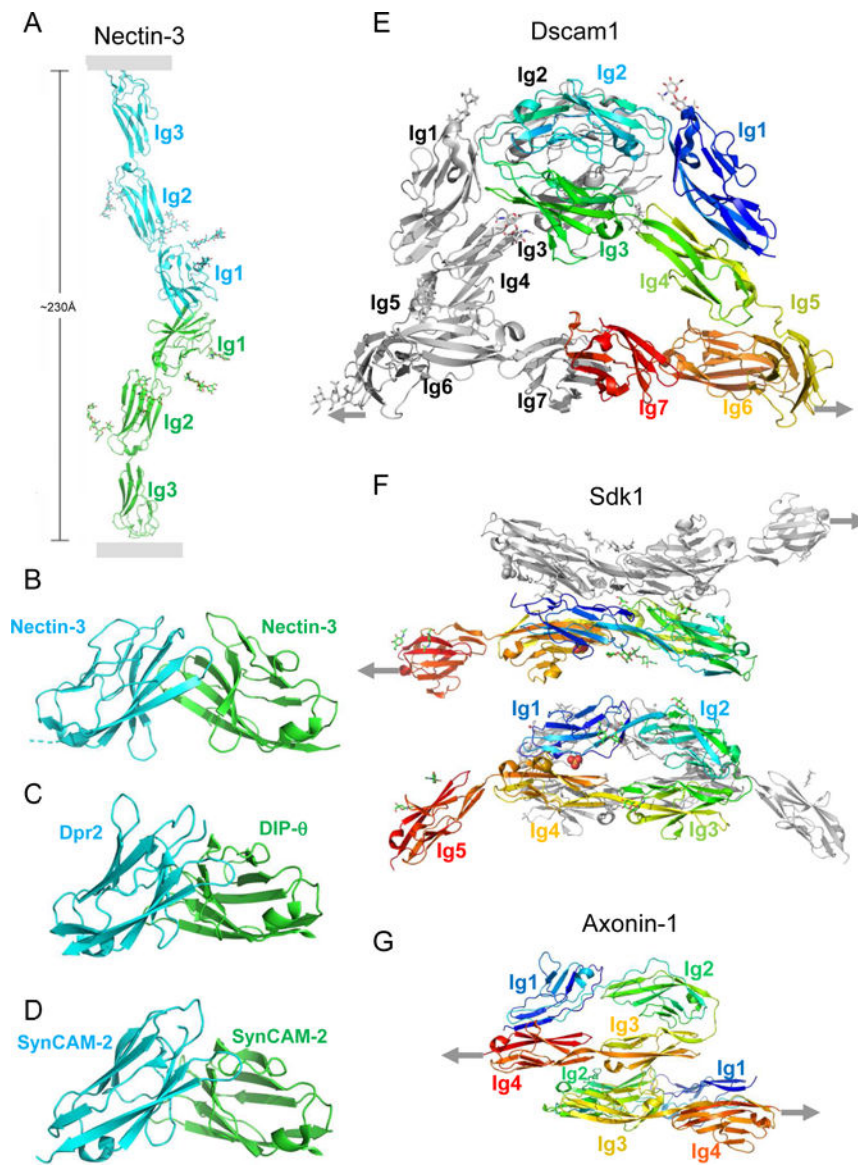 A
Nectin-3
Ig3
Ig2
Ig1
~230Å
Ig1
Ig2
Ig3
B
Nectin-3
Nectin-3
C
Dpr2
DIP-θ
D
SynCAM-2
SynCAM-2
E
Dscam1
Ig2
Ig2
Ig1
Ig1
Ig3
Ig3
Ig4
Ig4
Ig5
Ig5
Ig6
Ig7
Ig7
Ig6
F
Sdk1
Ig1
Ig2
Ig5
Ig4
Ig3
G
Axonin-1
Ig1
Ig2
Ig3
Ig4
Ig2
Ig1
Ig3
Ig4